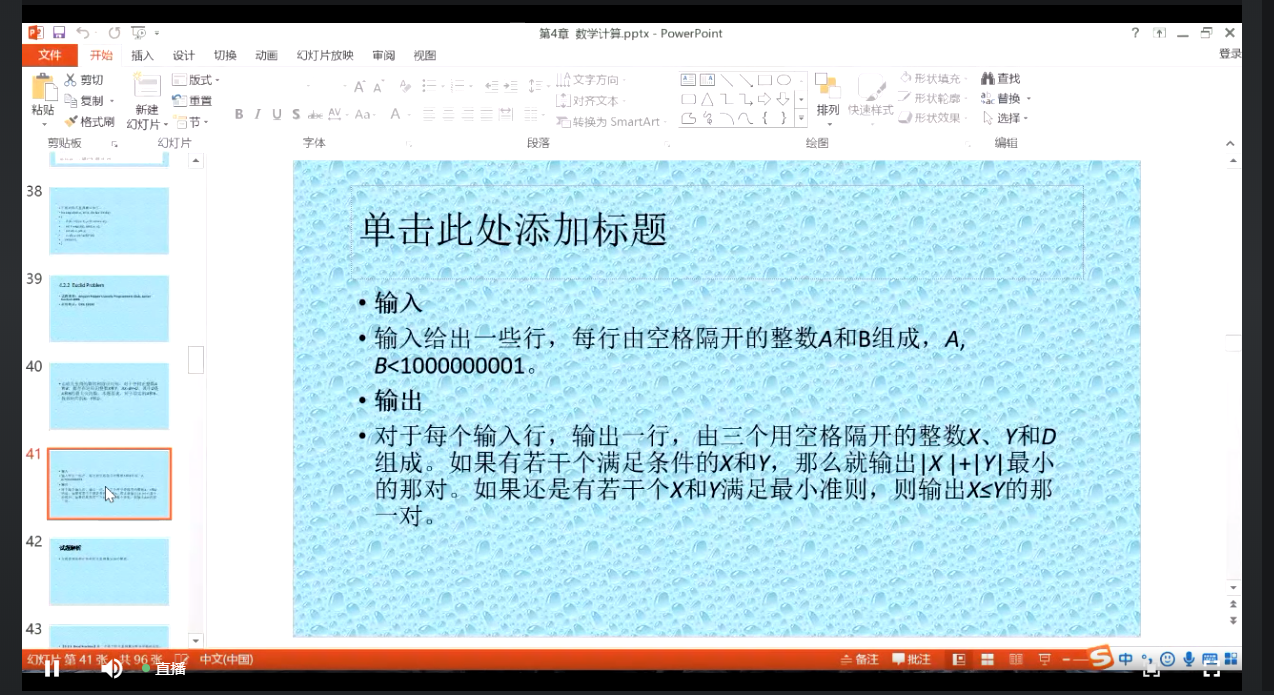 第4章 数学计算.pptx - PowerPoint
登录
文件 开始 插入 设计 切换 动画 幻灯片放映 审阅 视图
粘贴
剪切
复制
格式刷
新建
幻灯片
版式
重置
节
文字方向
对齐文本
转换为 SmartArt
排列
快速样式
形状填充
形状轮廓
形状效果
查找
替换
选择
剪贴板 幻灯片 字体 段落 绘图 编辑
38
39
4.2.2 Euclid Problem
40
41
42
试题解析
43
单击此处添加标题
• 输入
• 输入给出一些行，每行由空格隔开的整数A和B组成，A,
B<1000000001。
• 输出
• 对于每个输入行，输出一行，由三个用空格隔开的整数X、Y和D
组成。如果有若干个满足条件的X和Y，那么就输出|X |+|Y|最小
的那对。如果还是有若干个X和Y满足最小准则，则输出X≤Y的那
一对。
幻灯片 第 41 张，共 96 张 中文(中国) 备注 批注 中
直播